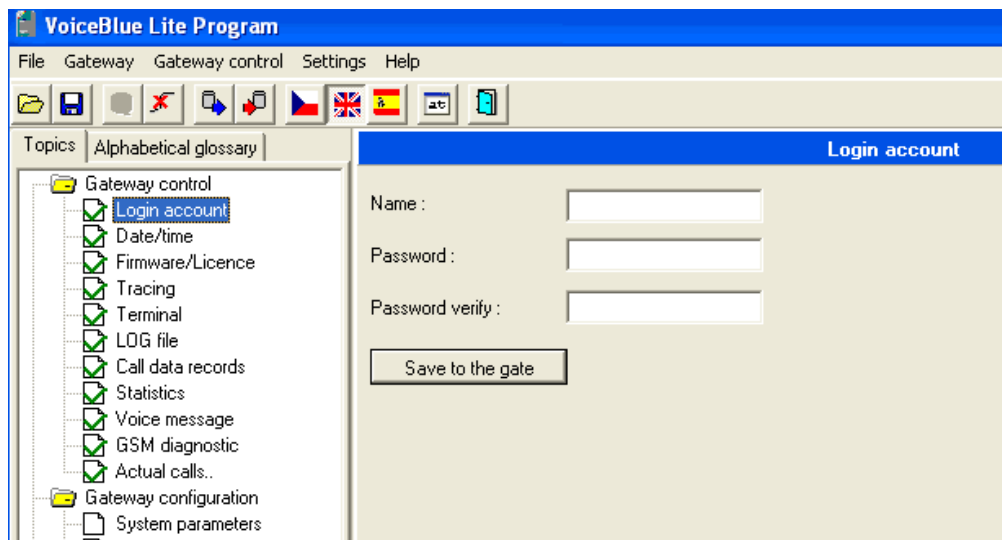 VoiceBlue Lite Program
File Gateway Gateway control Settings Help
at
Topics Alphabetical glossary
Login account
Gateway control
Login account
Date/time
Firmware/Licence
Tracing
Terminal
LOG file
Call data records
Statistics
Voice message
GSM diagnostic
Actual calls..
Gateway configuration
System parameters
Name :
Password :
Password verify :
Save to the gate